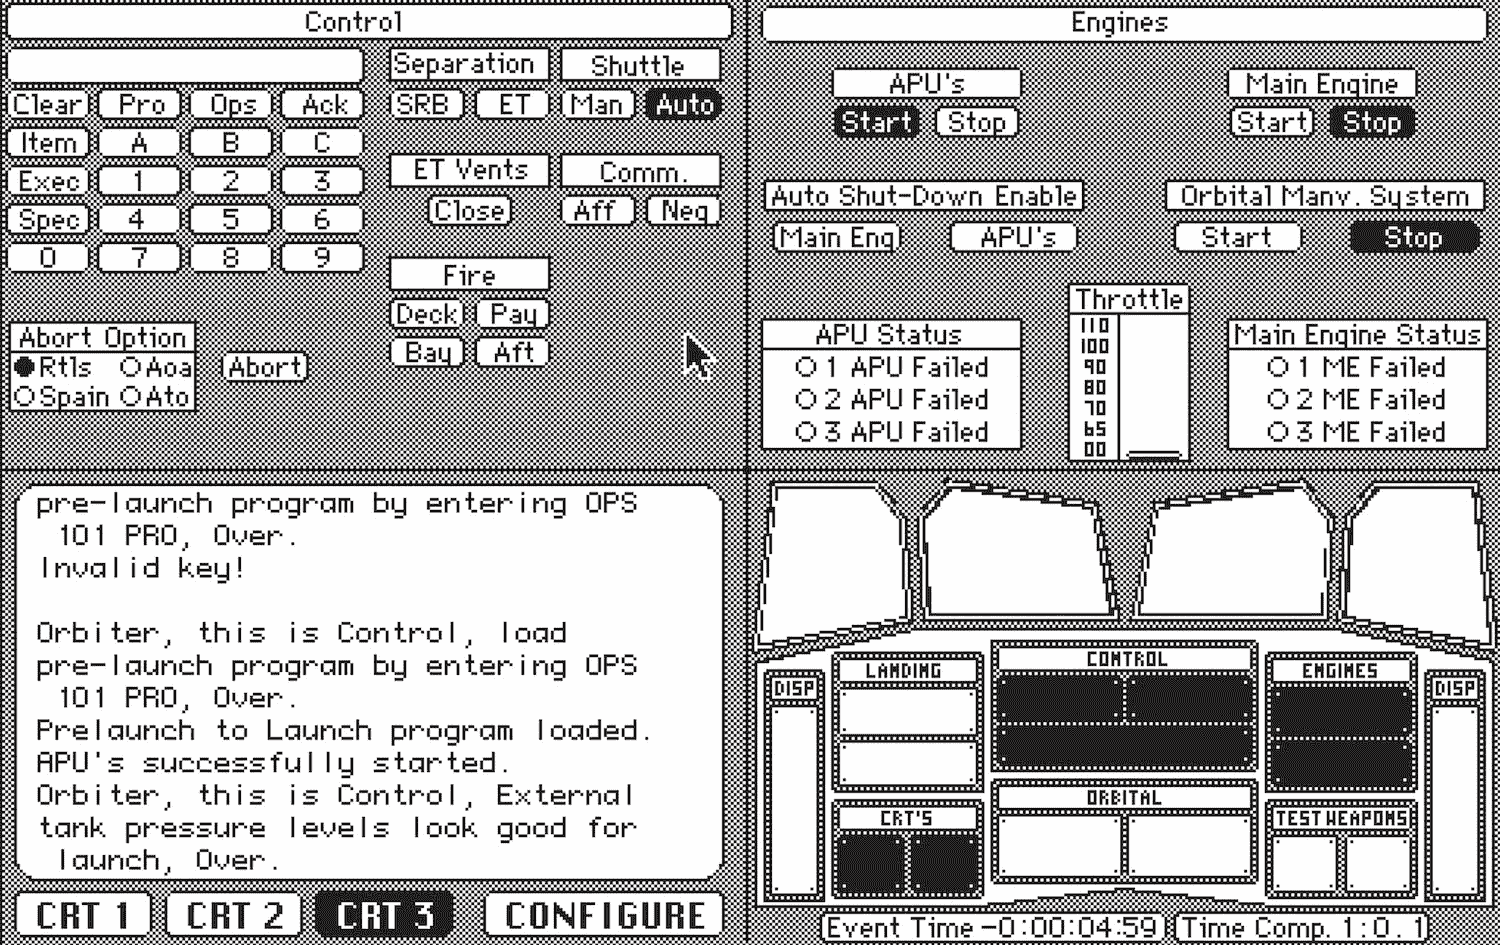 Control
Separation Shuttle
Clear Pro Ops Ack SRB ET Man Auto
Item A B C
Exec 1 2 3 ET Vents Comm.
Spec 4 5 6 Close Aff Neg
0 7 8 9
Fire
Deck Pay
Bay Aft
Abort Option
Rtls Aoa Abort
Spain Ato
Engines
APU's Main Engine
Start Stop Start Stop
Auto Shut-Down Enable Orbital Manv. System
Main Eng APU's Start Stop
Throttle
110
100
90
80
70
65
00
APU Status
1 APU Failed
2 APU Failed
3 APU Failed
Main Engine Status
1 ME Failed
2 ME Failed
3 ME Failed
pre-launch program by entering OPS
101 PRO, Over.
Invalid key!
Orbiter, this is Control, load
pre-launch program by entering OPS
101 PRO, Over.
Prelaunch to Launch program loaded.
APU's successfully started.
Orbiter, this is Control, External
tank pressure levels look good for
launch, Over.
CRT 1 CRT 2 CRT 3 CONFIGURE
DISP LANDING CONTROL ENGINES DISP
CRT'S ORBITAL TEST WEAPONS
Event Time -0:00:04:59 Time Comp. 1:0.1